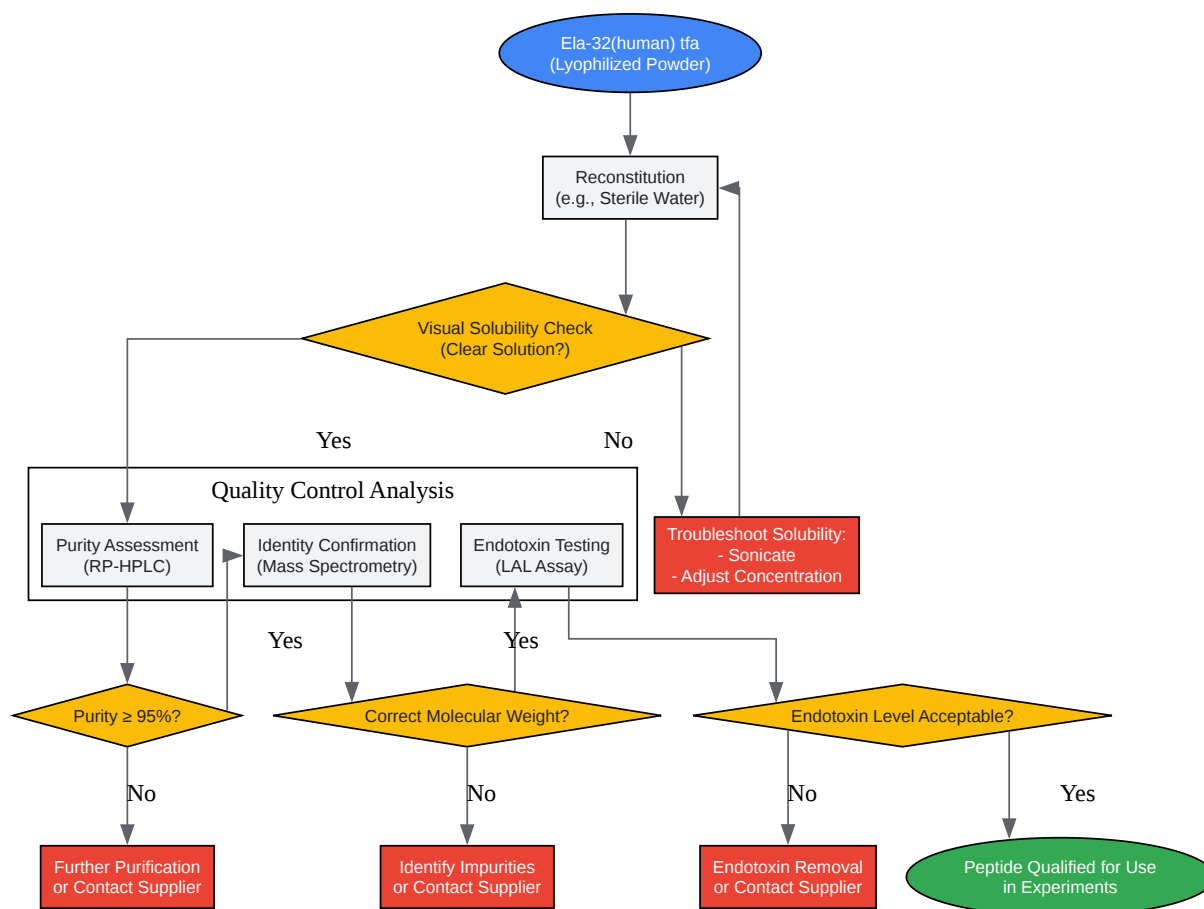 Ela-32(human) tfa
(Lyophilized Powder)
Reconstitution
(e.g., Sterile Water)
Visual Solubility Check
(Clear Solution?)
Yes
No
Quality Control Analysis
Purity Assessment
(RP-HPLC)
Identity Confirmation
(Mass Spectrometry)
Endotoxin Testing
(LAL Assay)
Troubleshoot Solubility:
- Sonicate
- Adjust Concentration
Yes
Yes
Purity ≥ 95%?
Correct Molecular Weight?
Endotoxin Level Acceptable?
No
No
No
Yes
Further Purification
or Contact Supplier
Identify Impurities
or Contact Supplier
Endotoxin Removal
or Contact Supplier
Peptide Qualified for Use
in Experiments